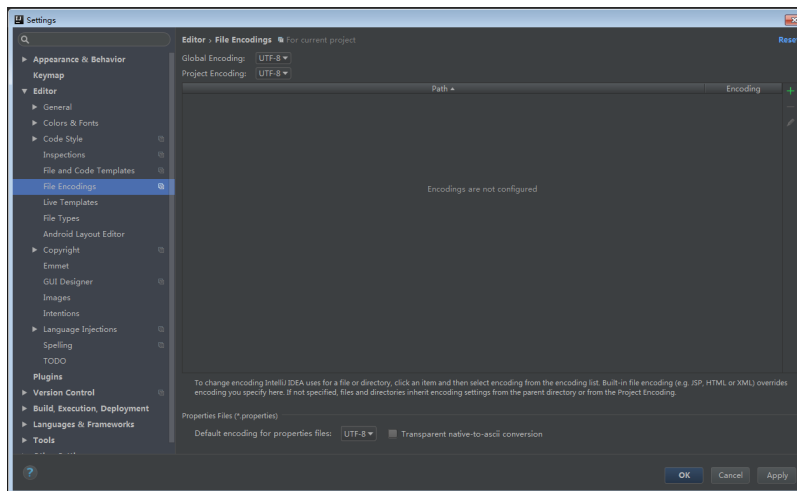 Settings
Editor › File Encodings For current project
Reset
Global Encoding: UTF-8
Project Encoding: UTF-8
Path Encoding
Encodings are not configured
Appearance & Behavior
Keymap
Editor
General
Colors & Fonts
Code Style
Inspections
File and Code Templates
File Encodings
Live Templates
File Types
Android Layout Editor
Copyright
Emmet
GUI Designer
Images
Intentions
Language Injections
Spelling
TODO
Plugins
Version Control
Build, Execution, Deployment
Languages & Frameworks
Tools
To change encoding IntelliJ IDEA uses for a file or directory, click an item and then select encoding from the encoding list. Built-in file encoding (e.g. JSP, HTML or XML) overrides
encoding you specify here. If not specified, files and directories inherit encoding settings from the parent directory or from the Project Encoding.
Properties Files (*.properties)
Default encoding for properties files: UTF-8 Transparent native-to-ascii conversion
?
OK Cancel Apply